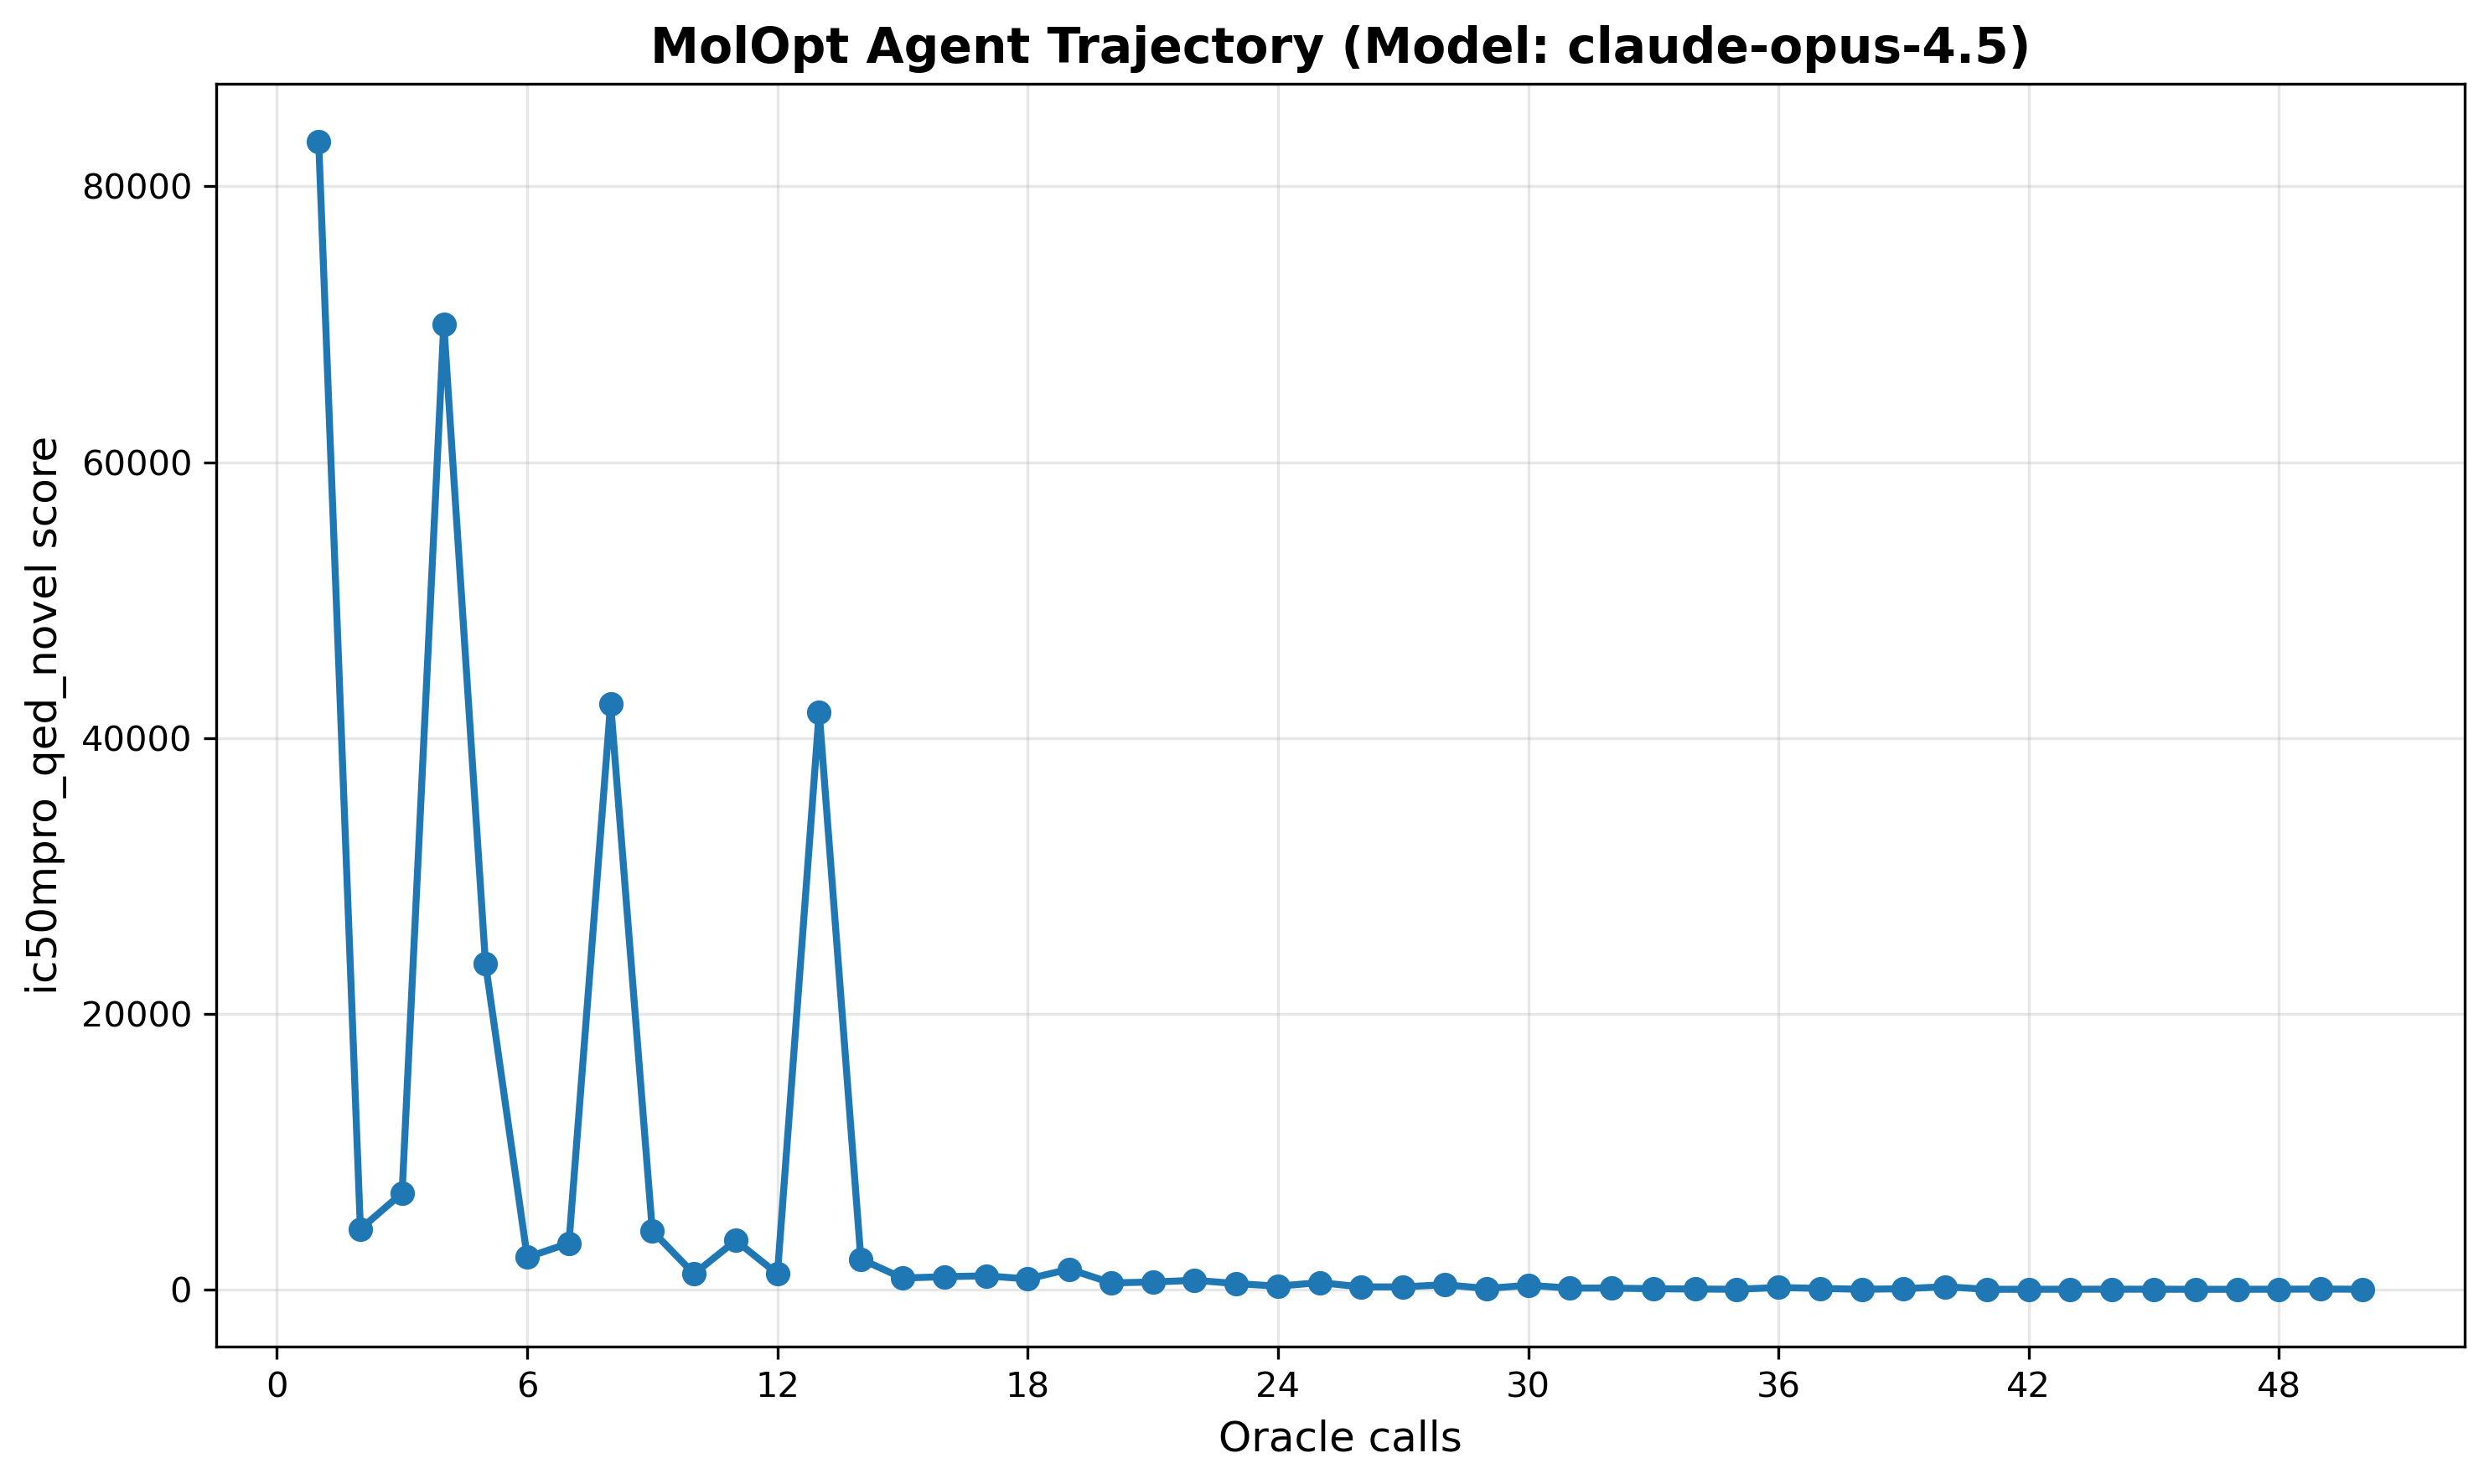 MolOpt Agent Trajectory (Model: claude-opus-4.5)
ic50mpro_qed_novel score
80000
60000
40000
20000
0
0 6 12 18 24 30 36 42 48
Oracle calls